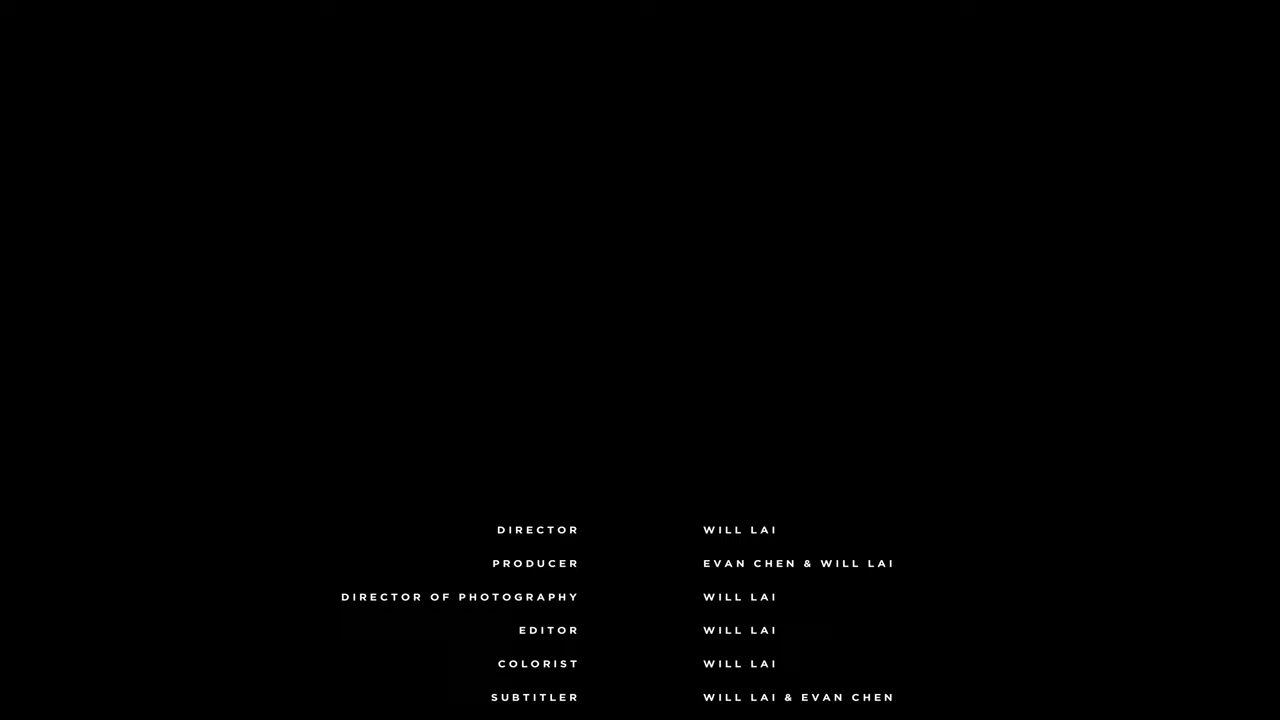 DIRECTOR WILL LAI
PRODUCER EVAN CHEN & WILL LAI
DIRECTOR OF PHOTOGRAPHY WILL LAI
EDITOR WILL LAI
COLORIST WILL LAI
SUBTITLER WILL LAI & EVAN CHEN